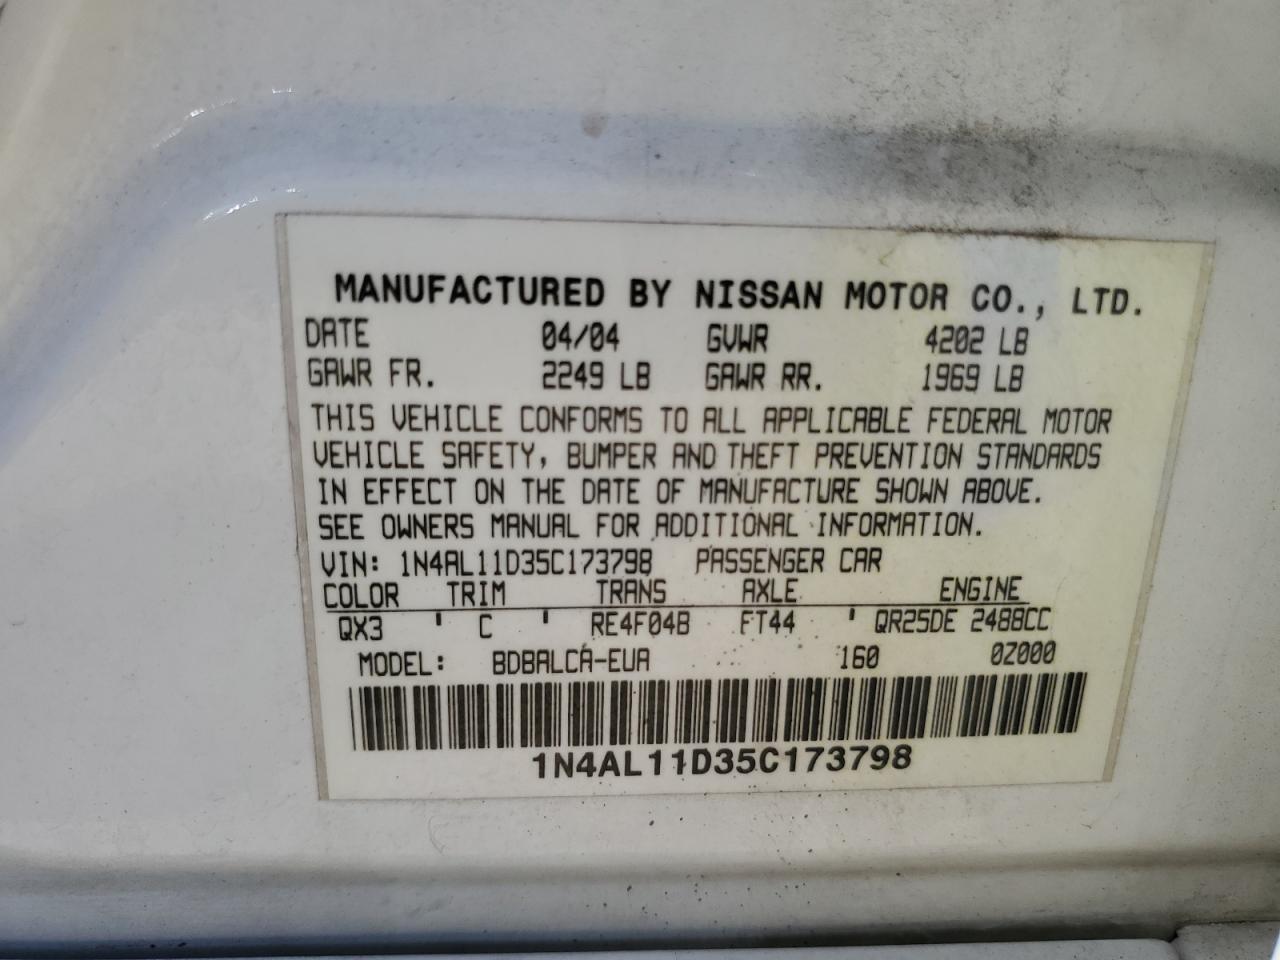 MANUFACTURED BY NISSAN MOTOR CO., LTD.
DATE 04/04 GVWR 4202 LB
GAWR FR. 2249 LB GAWR RR. 1969 LB
THIS VEHICLE CONFORMS TO ALL APPLICABLE FEDERAL MOTOR
VEHICLE SAFETY, BUMPER AND THEFT PREVENTION STANDARDS
IN EFFECT ON THE DATE OF MANUFACTURE SHOWN ABOVE.
SEE OWNERS MANUAL FOR ADDITIONAL INFORMATION.
VIN: 1N4AL11D35C173798 PASSENGER CAR
COLOR TRIM TRANS AXLE ENGINE
QX3 ' C ' RE4F04B FT44 ' QR25DE 2488CC
MODEL: BDBALCA-EUA 160 0Z000
1N4AL11D35C173798